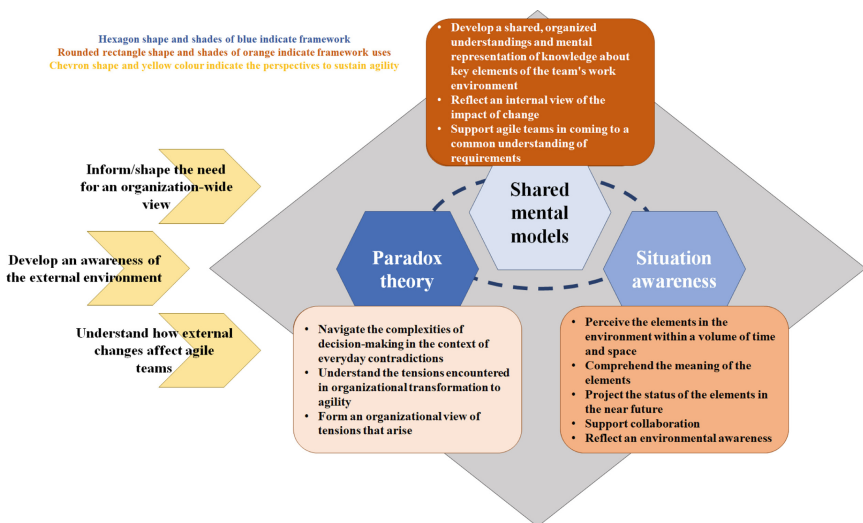 Hexagon shape and shades of blue indicate framework
Rounded rectangle shape and shades of orange indicate framework uses
Chevron shape and yellow colour indicate the perspectives to sustain agility
• Develop a shared, organized
understandings and mental
representation of knowledge about
key elements of the team's work
environment
• Reflect an internal view of the
impact of change
• Support agile teams in coming to a
common understanding of
requirements
Inform/shape the need
for an organization-wide
view
Develop an awareness of
the external environment
Understand how external
changes affect agile
teams
Shared
mental
models
Paradox
theory
Situation
awareness
• Navigate the complexities of
decision-making in the context of
everyday contradictions
• Understand the tensions encountered
in organizational transformation to
agility
• Form an organizational view of
tensions that arise
• Perceive the elements in the
environment within a volume of time
and space
• Comprehend the meaning of the
elements
• Project the status of the elements in
the near future
• Support collaboration
• Reflect an environmental awareness